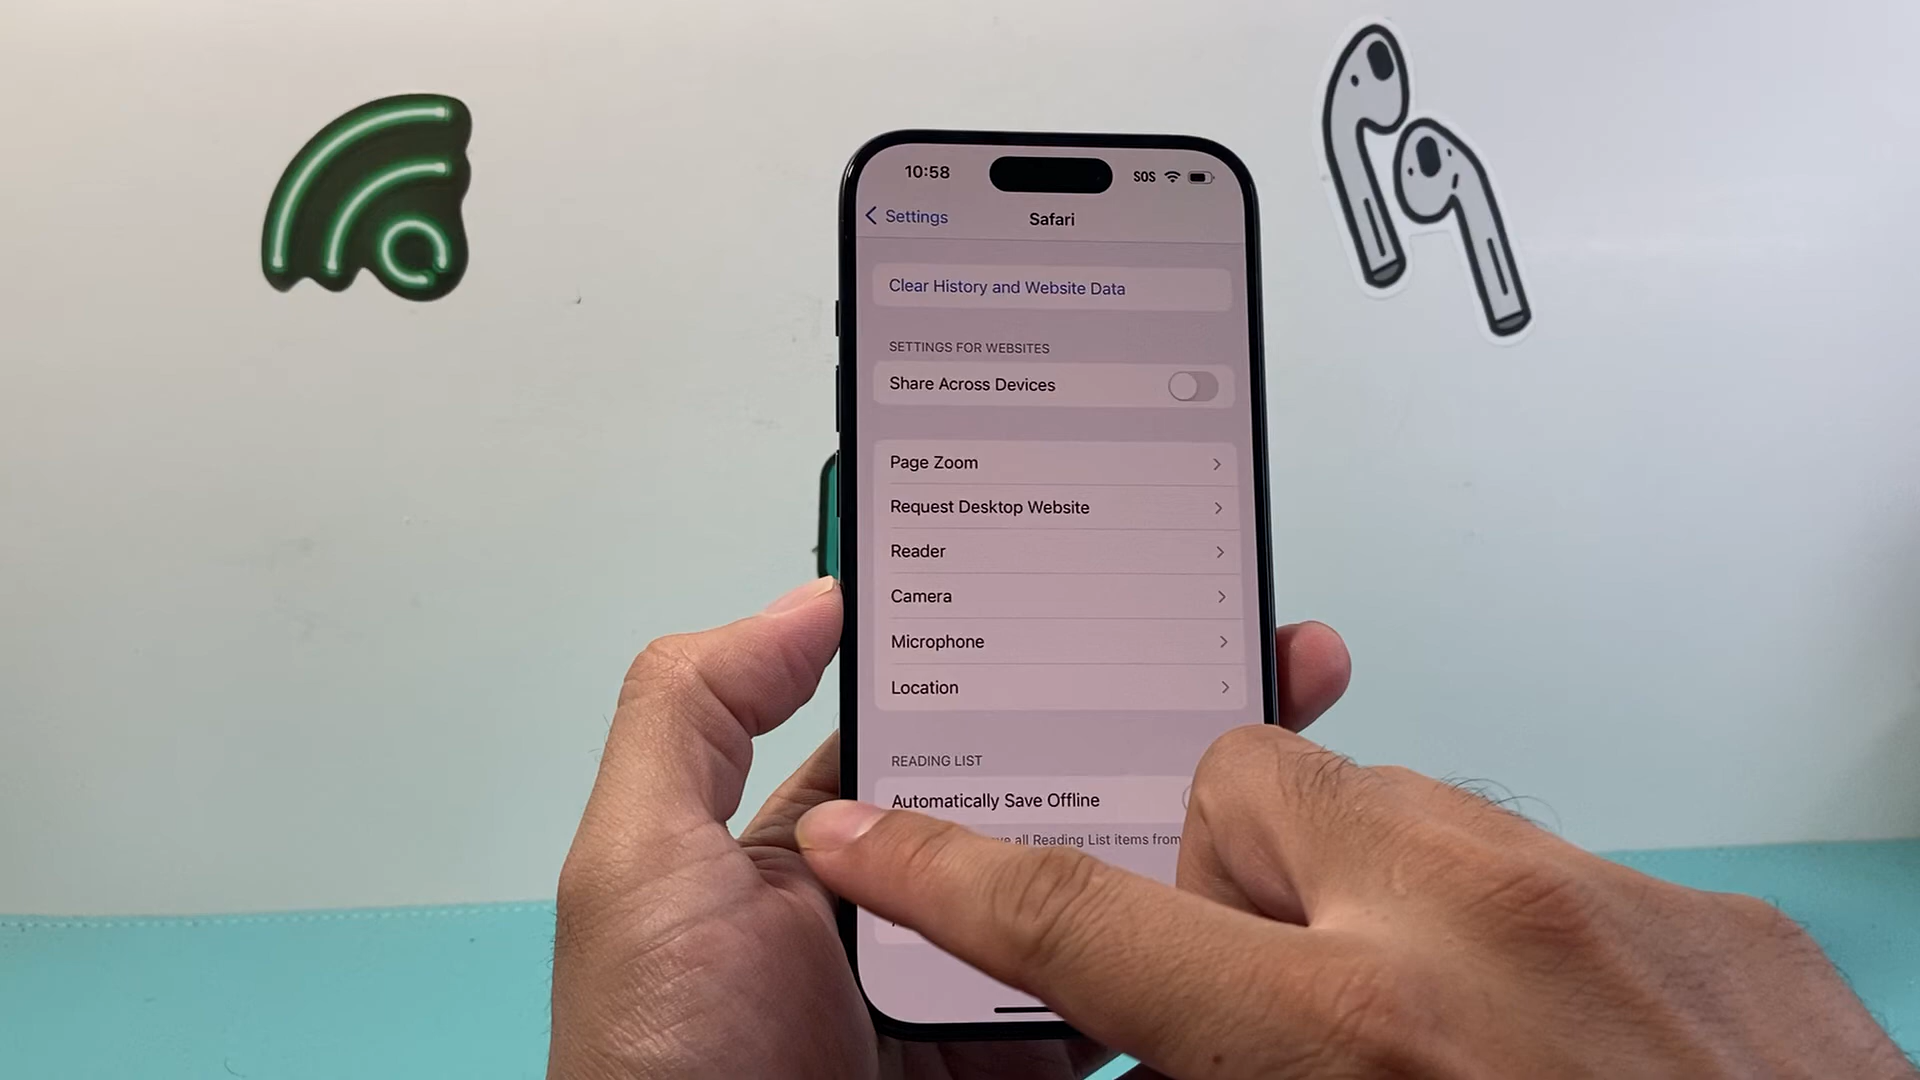 10:58
SOS
Settings
Safari
Clear History and Website Data
SETTINGS FOR WEBSITES
Share Across Devices
Page Zoom
Request Desktop Website
Reader
Camera
Microphone
Location
READING LIST
Automatically Save Offline
all Reading List items from